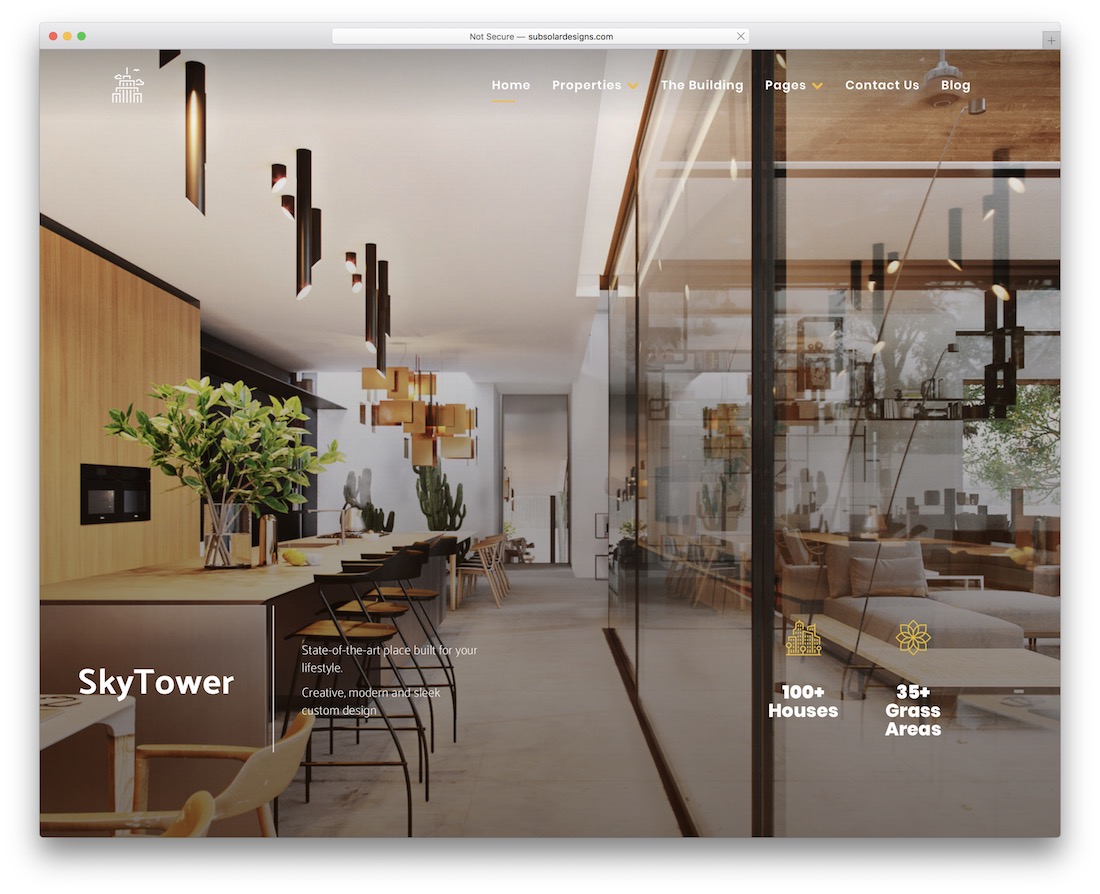 Not Secure — subsolardesigns.com
Home Properties The Building Pages Contact Us Blog
SkyTower
State-of-the-art place built for your
lifestyle.
Creative, modern and sleek
custom design
100+
Houses
35+
Grass
Areas